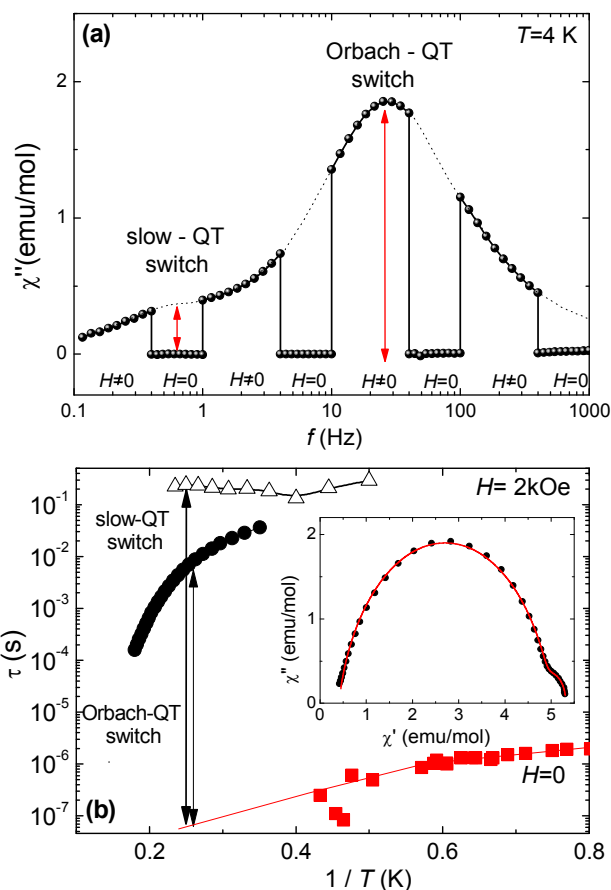 (a)
T=4 K
Orbach - QT
switch
slow - QT
switch
χ''(emu/mol)
2
1
0
H≠0 H=0 H≠0 H=0 H≠0 H=0 H≠0 H=0
0.1 1 10 100 1000
f (Hz)
H= 2kOe
slow-QT
switch
Orbach-QT
switch
τ (s)
10⁻¹
10⁻²
10⁻³
10⁻⁴
10⁻⁵
10⁻⁶
10⁻⁷
χ'' (emu/mol)
2
1
0
0 1 2 3 4 5
χ' (emu/mol)
H=0
(b)
0.2 0.4 0.6 0.8
1 / T (K)